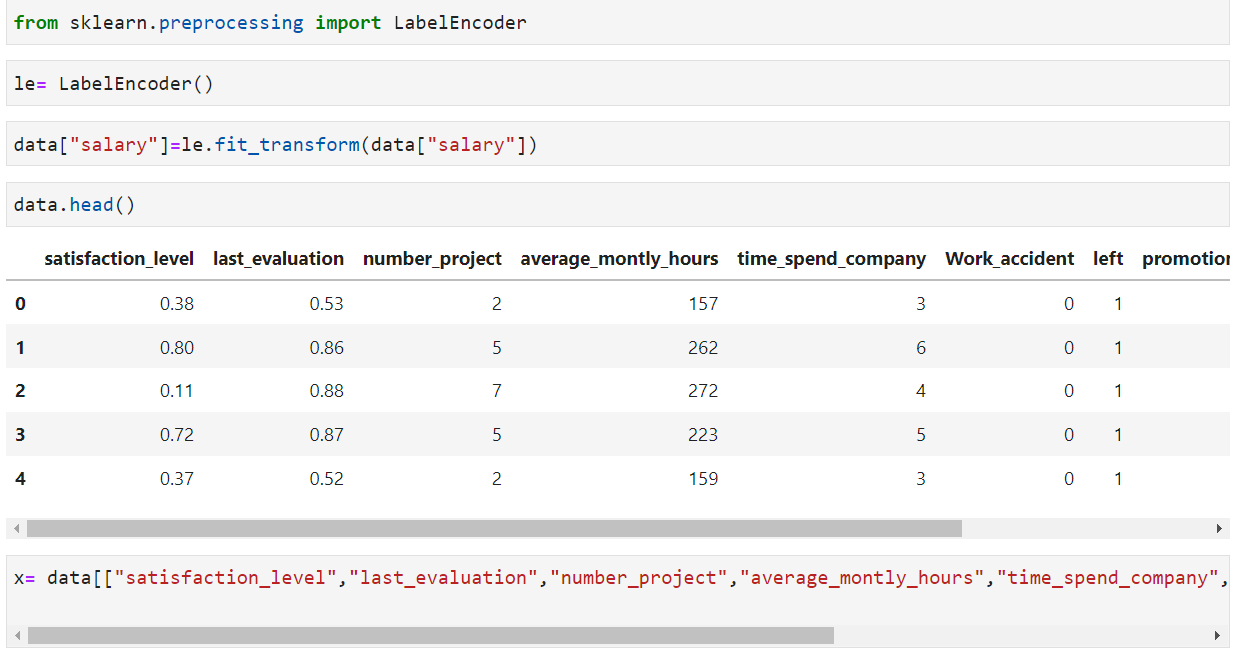 from sklearn.preprocessing import LabelEncoder
le= LabelEncoder()
data["salary"]=le.fit_transform(data["salary"])
data.head()
satisfaction_level last_evaluation number_project average_montly_hours time_spend_company Work_accident left promotion
0 0.38 0.53 2 157 3 0 1
1 0.80 0.86 5 262 6 0 1
2 0.11 0.88 7 272 4 0 1
3 0.72 0.87 5 223 5 0 1
4 0.37 0.52 2 159 3 0 1
x= data[["satisfaction_level","last_evaluation","number_project","average_montly_hours","time_spend_company",